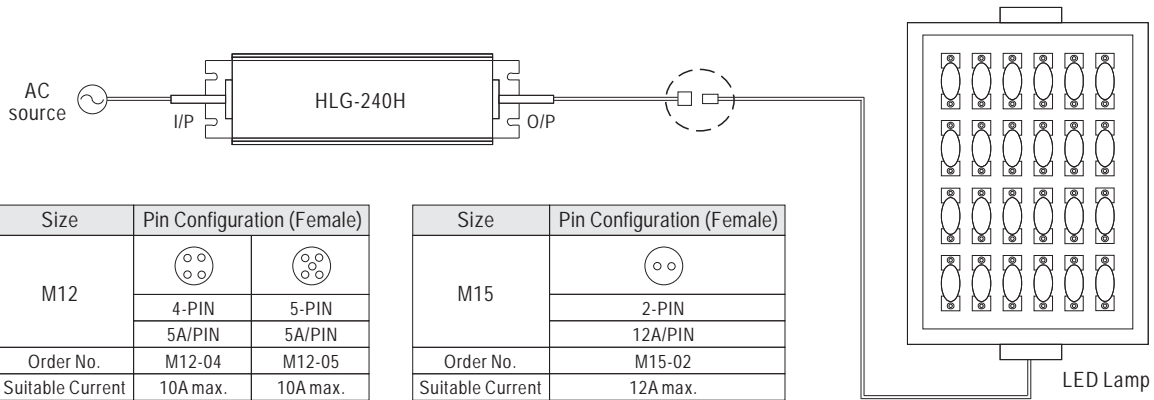 AC
source
I/P
HLG-240H
O/P
Size Pin Configuration (Female)
M12
4-PIN 5-PIN
5A/PIN 5A/PIN
Order No. M12-04 M12-05
Suitable Current 10A max. 10A max.
Size Pin Configuration (Female)
M15
2-PIN
12A/PIN
Order No. M15-02
Suitable Current 12A max.
LED Lamp